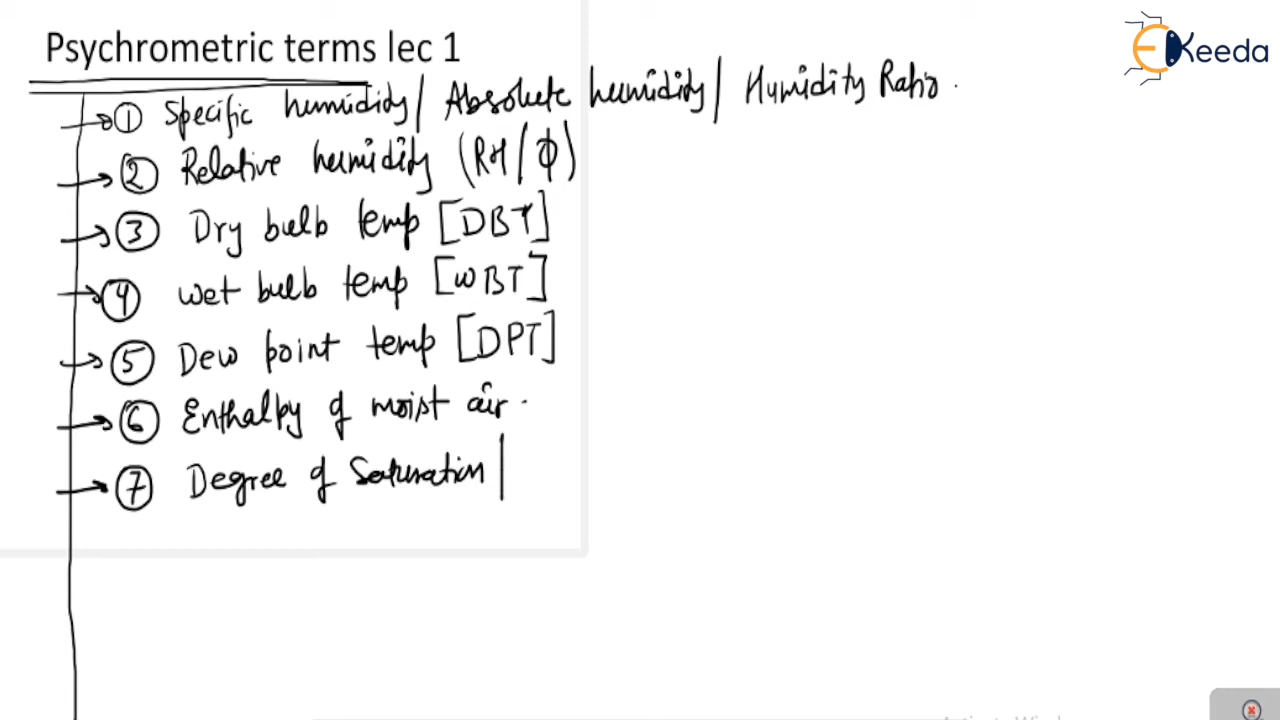 Psychrometric terms lec 1
EKeeda
① Specific humidity/ Absolute humidity/ Humidity Ratio.
② Relative humidity (RH/ϕ)
③ Dry bulb temp [DBT]
④ Wet bulb temp [WBT]
⑤ Dew point temp [DPT]
⑥ Enthalpy of moist air.
⑦ Degree of Saturation|